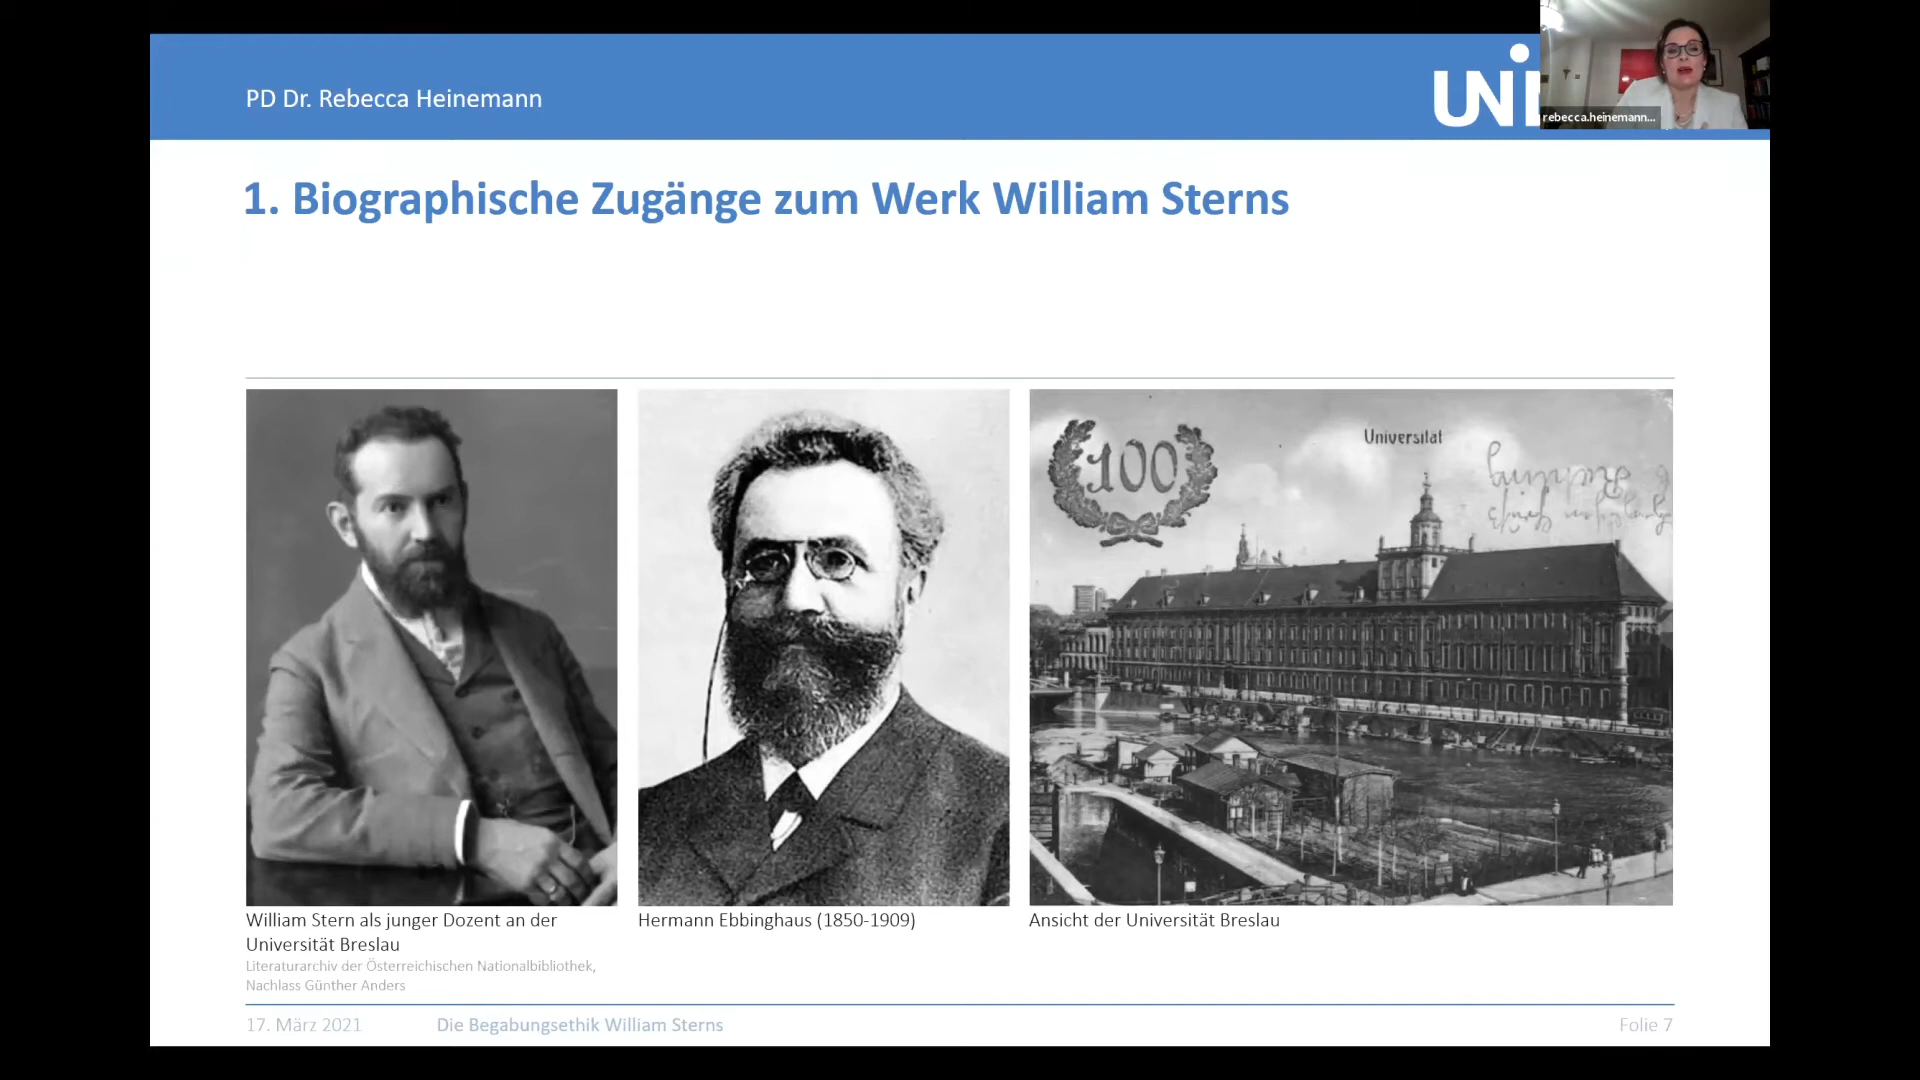 PD Dr. Rebecca Heinemann
UNI
rebecca.heinemann...
1. Biographische Zugänge zum Werk William Sterns
100
Universität
William Stern als junger Dozent an der
Universität Breslau
Literaturarchiv der Österreichischen Nationalbibliothek,
Nachlass Günther Anders
Hermann Ebbinghaus (1850-1909)
Ansicht der Universität Breslau
17. März 2021
Die Begabungsethik William Sterns
Folie 7